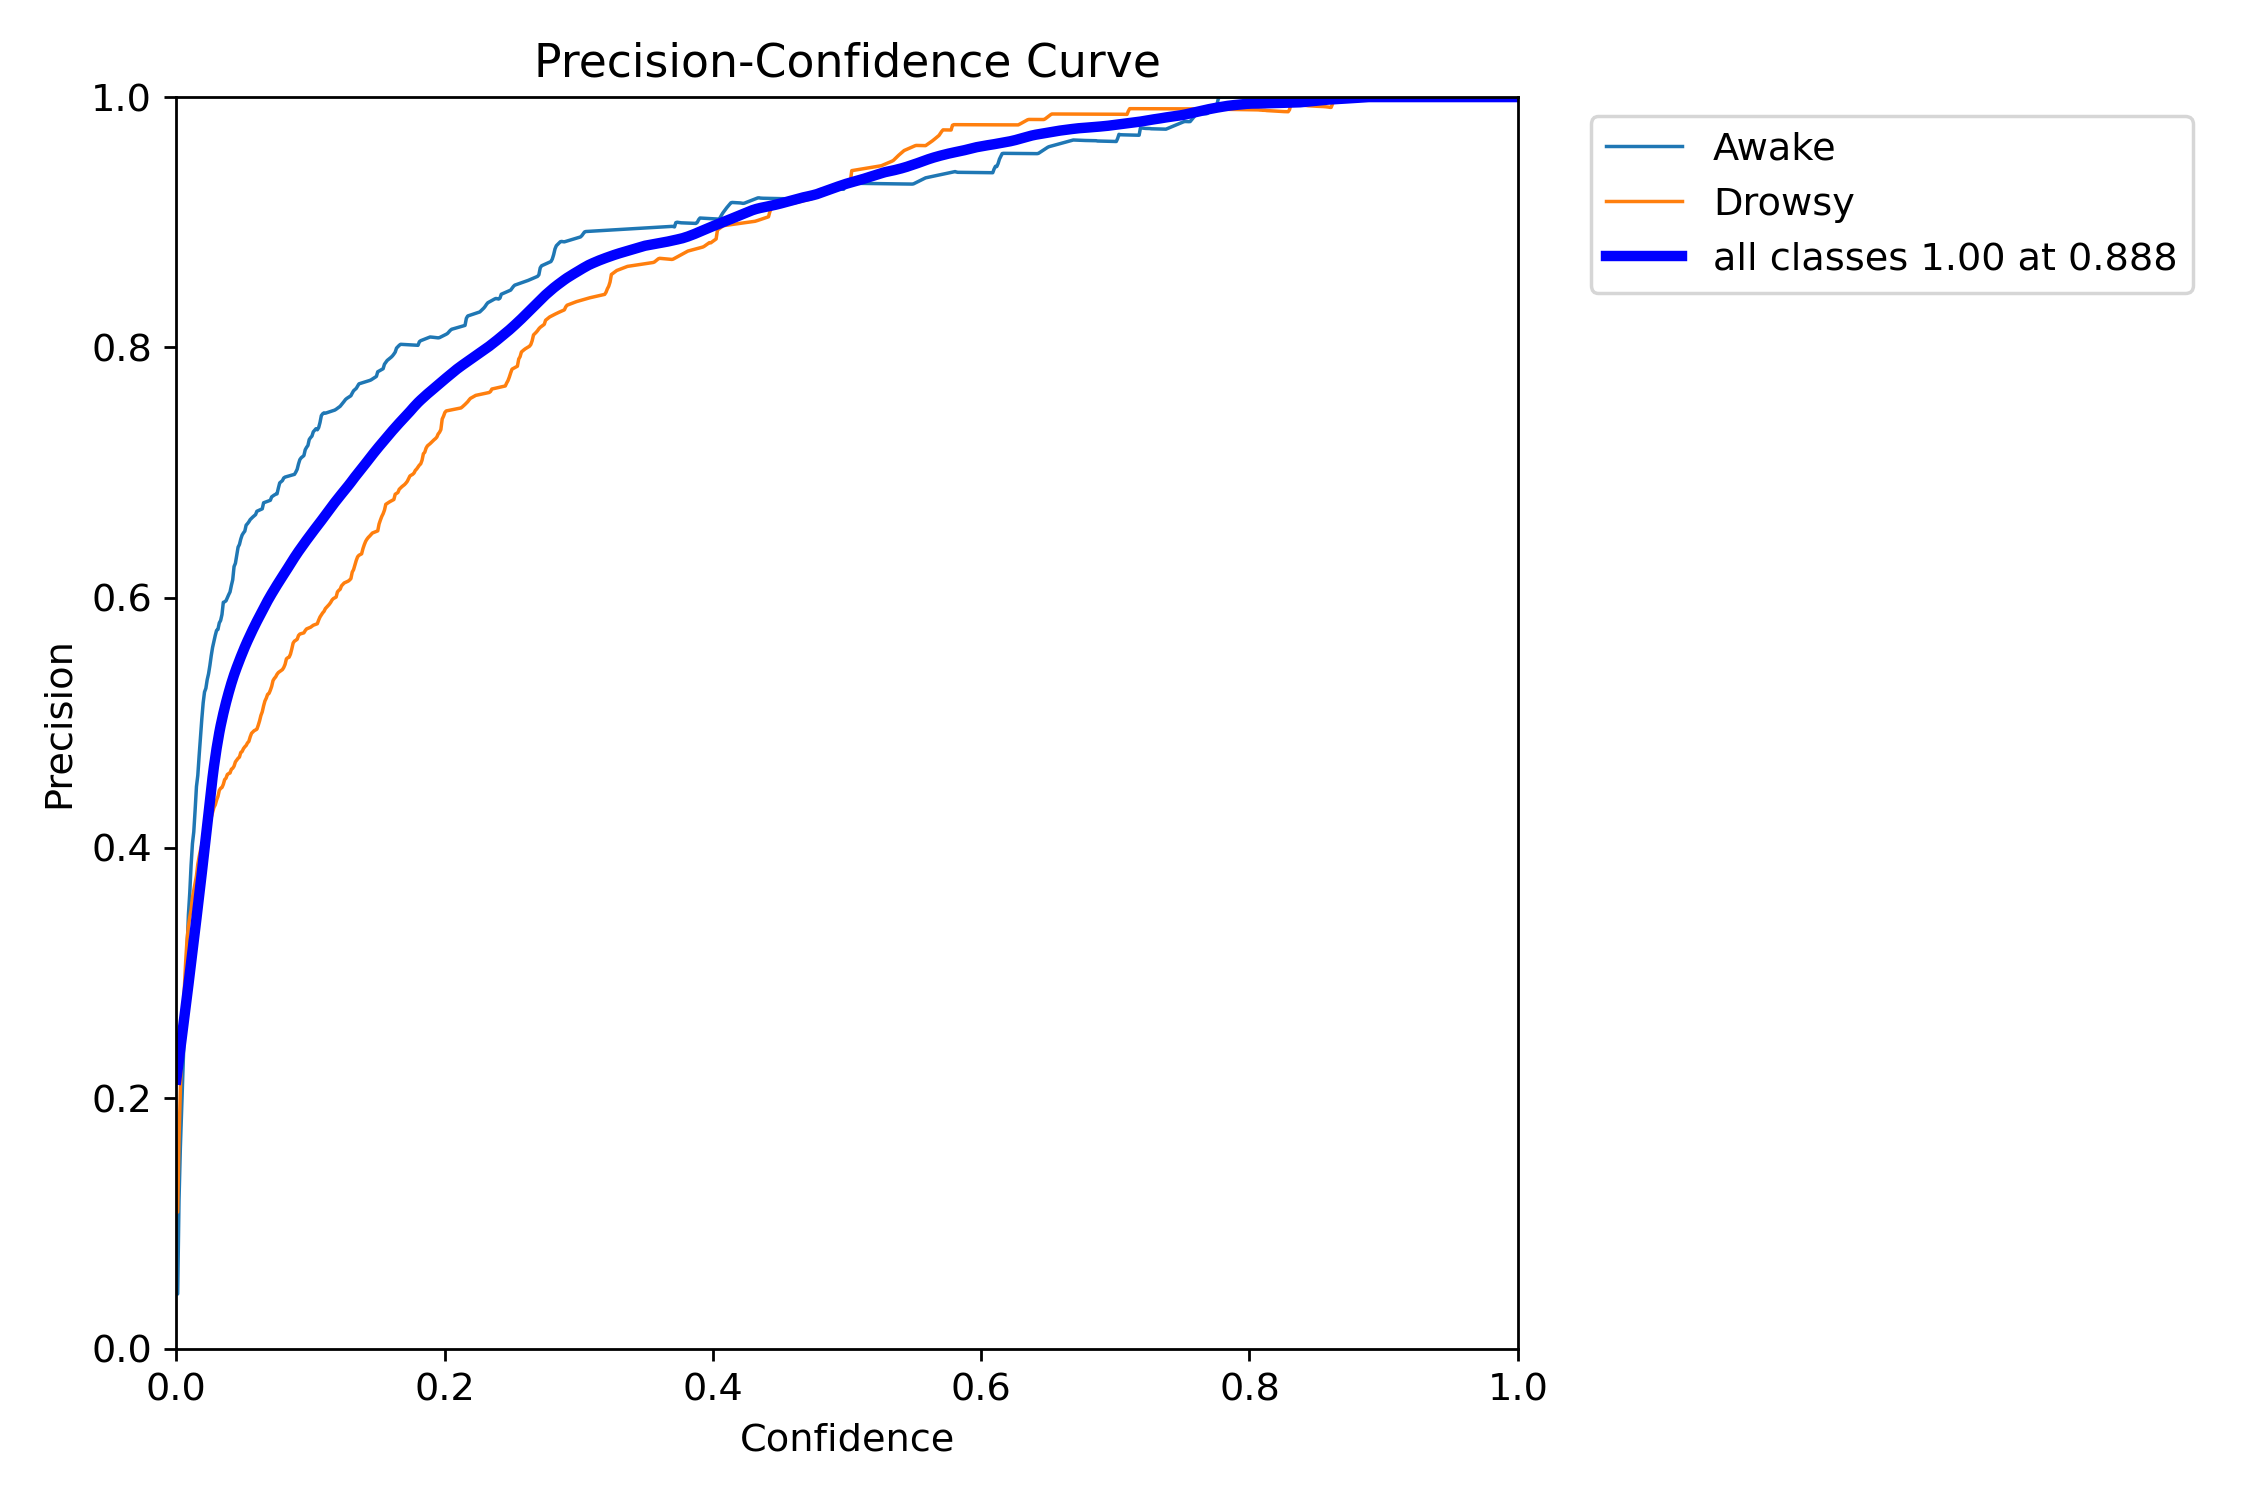 Precision-Confidence Curve
1.0
0.8
0.6
0.4
0.2
0.0
Precision
0.0 0.2 0.4 0.6 0.8 1.0
Confidence
Awake
Drowsy
all classes 1.00 at 0.888